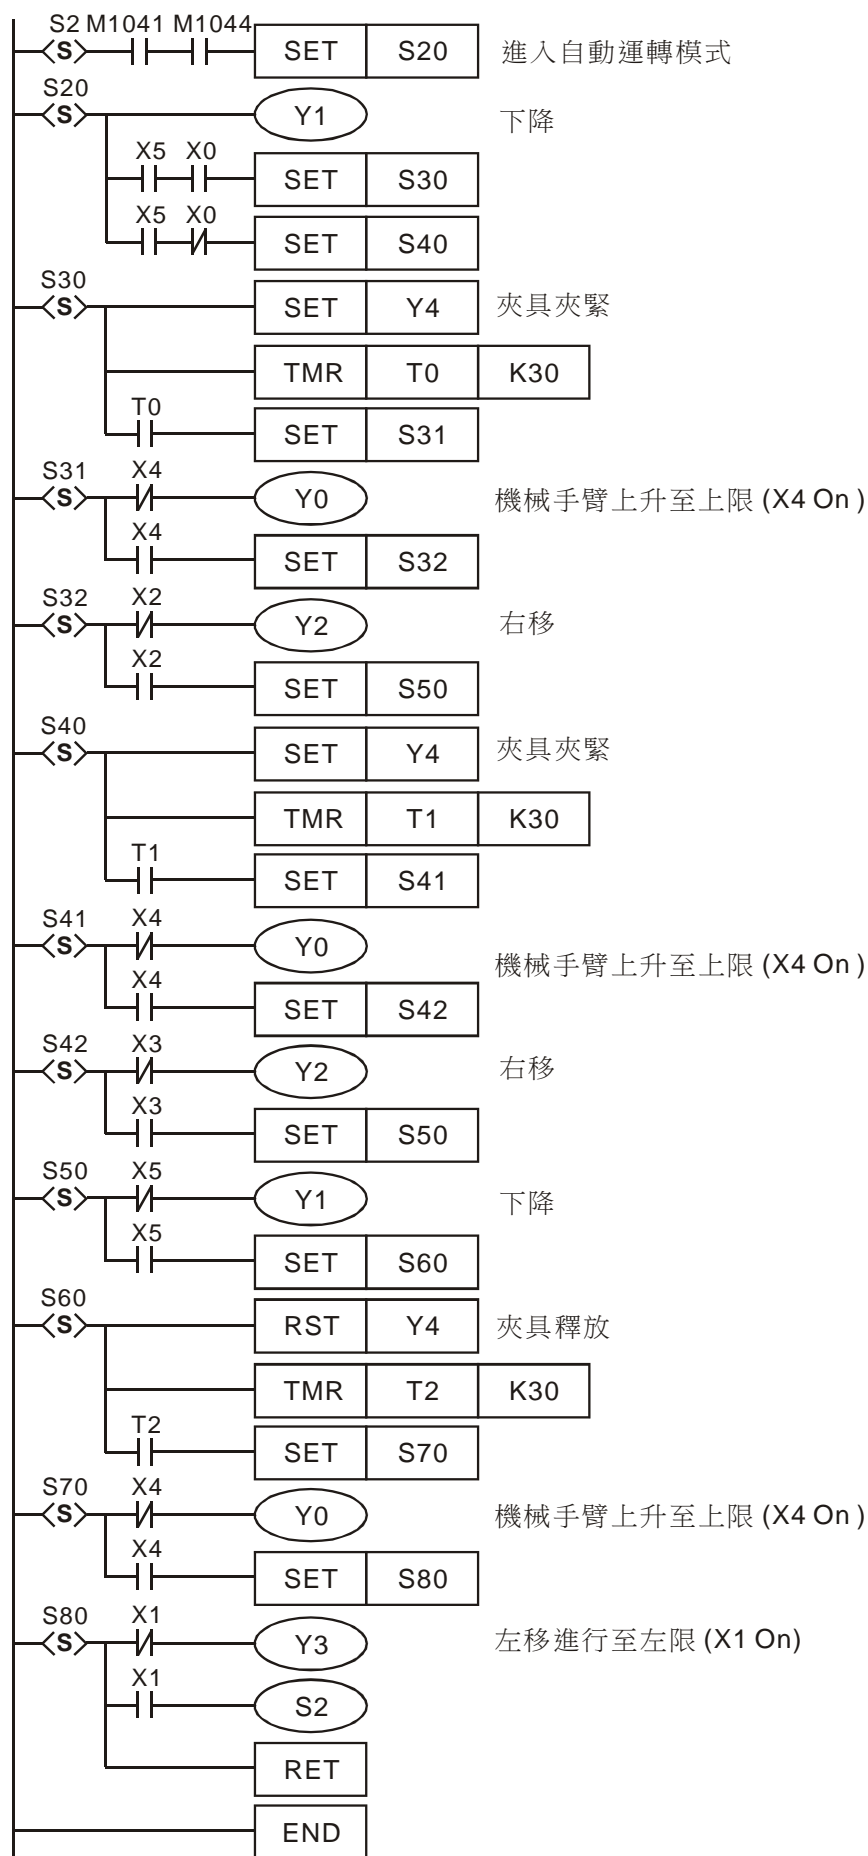 S2 M1041 M1044
S SET S20 進入自動運轉模式
S20
S Y1 下降
X5 X0
SET S30
X5 X0
SET S40
S30
S SET Y4 夾具夾緊
TMR T0 K30
T0
SET S31
S31 X4
S Y0 機械手臂上升至上限 (X4 On)
X4
SET S32
S32 X2
S Y2 右移
X2
SET S50
S40
S SET Y4 夾具夾緊
TMR T1 K30
T1
SET S41
S41 X4
S Y0 機械手臂上升至上限 (X4 On)
X4
SET S42
S42 X3
S Y2 右移
X3
SET S50
S50 X5
S Y1 下降
X5
SET S60
S60
S RST Y4 夾具釋放
TMR T2 K30
T2
SET S70
S70 X4
S Y0 機械手臂上升至上限 (X4 On)
X4
SET S80
S80 X1
S Y3 左移進行至左限 (X1 On)
X1
S2
RET
END